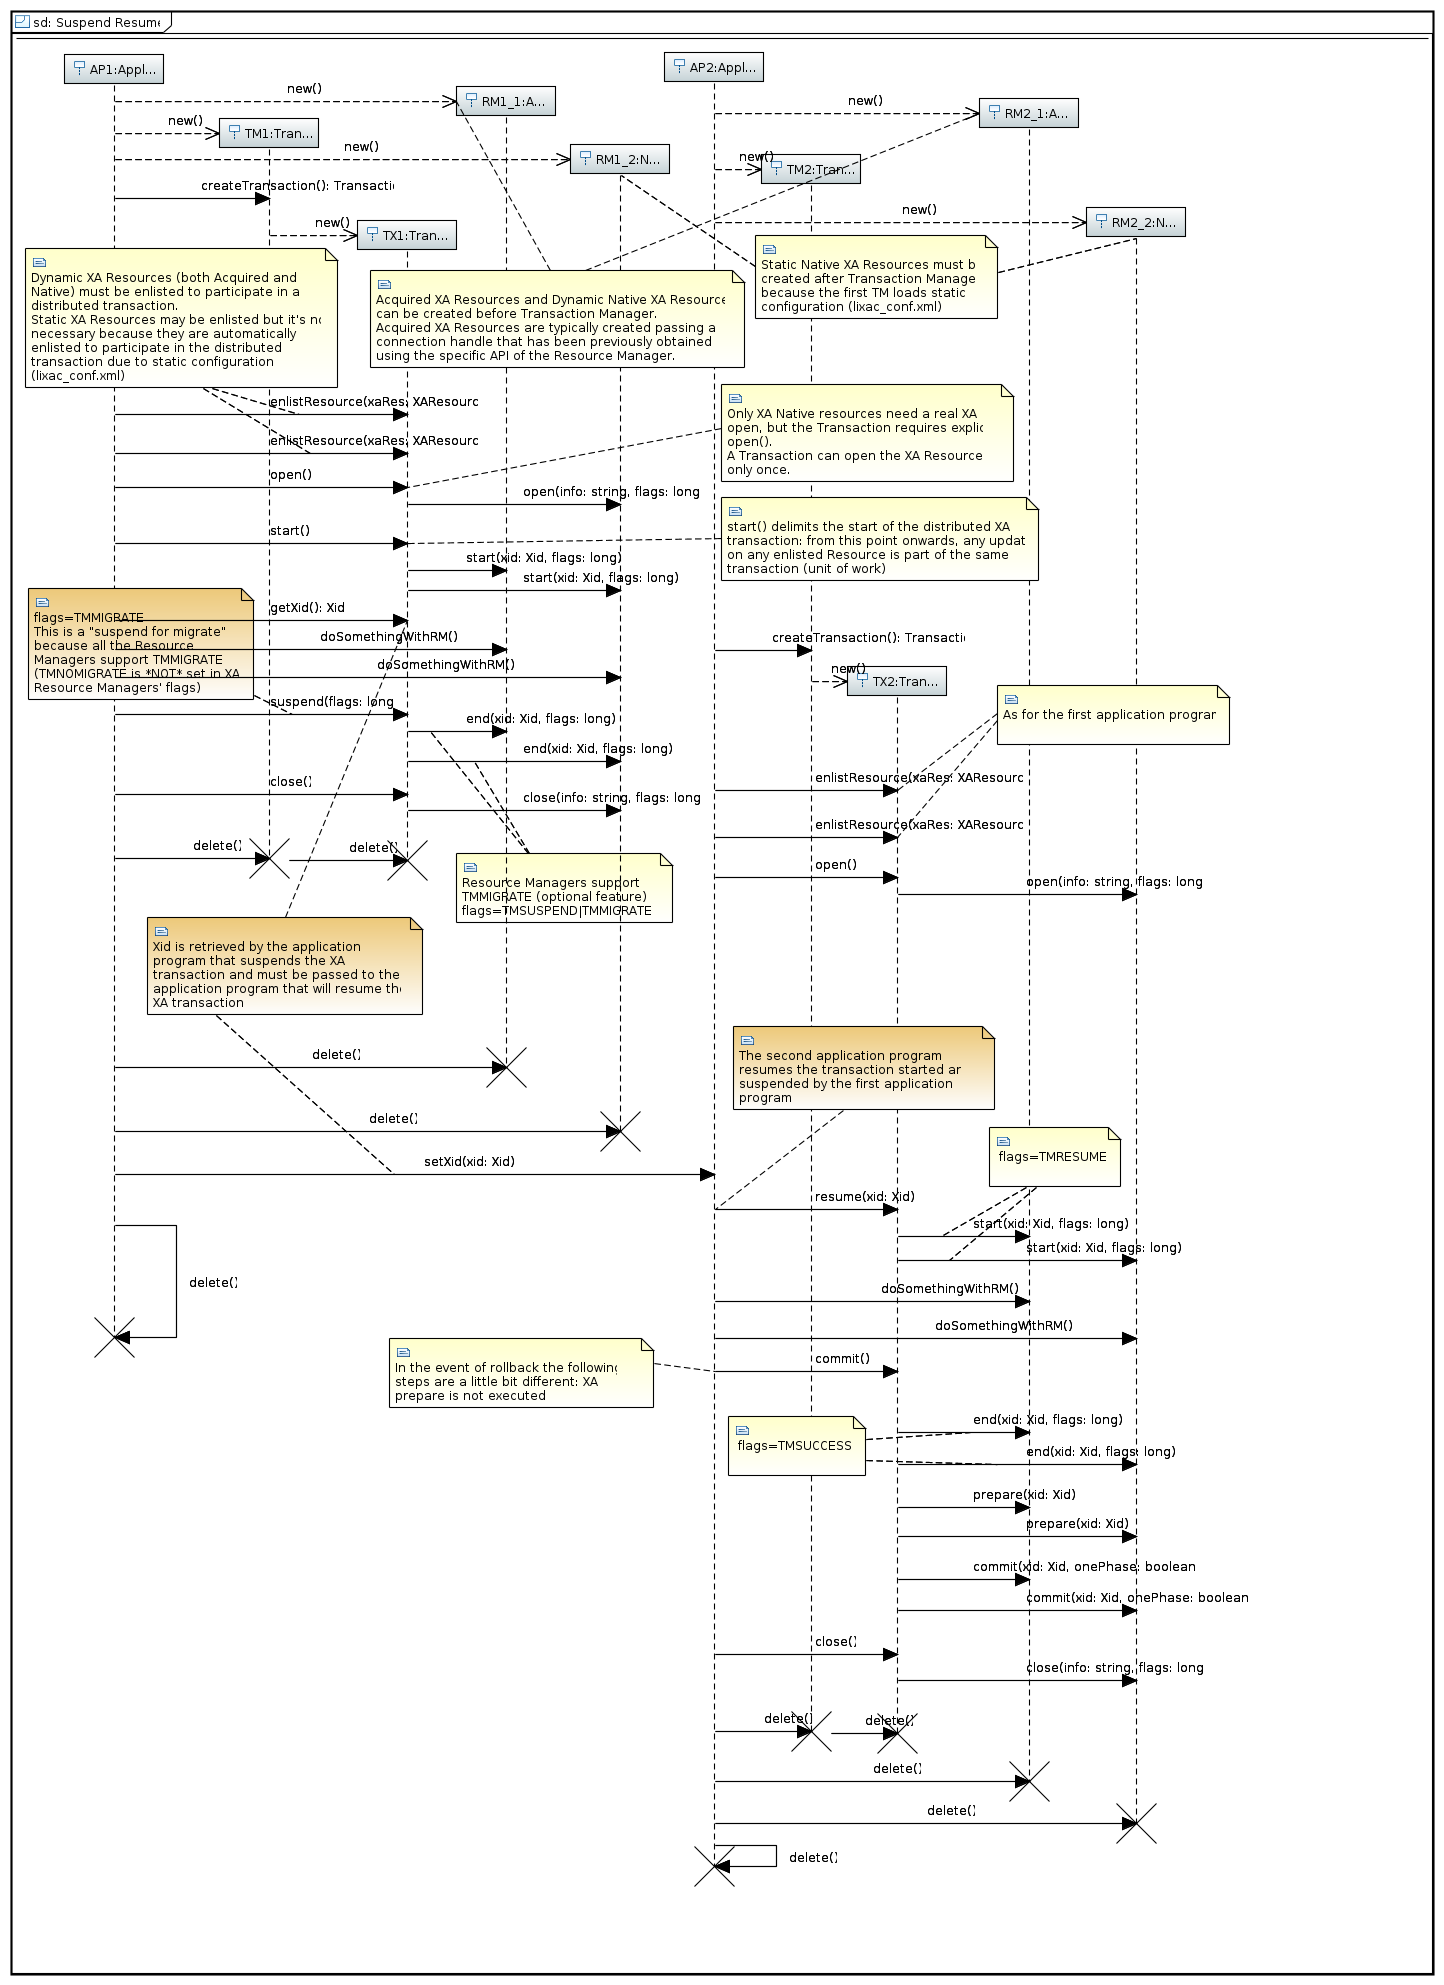 sd: Suspend Resume
AP1:Appl...
AP2:Appl...
new()
RM1_1:A...
new()
RM2_1:A...
new()
TM1:Tran...
new()
RM1_2:N...
new()
TM2:Tran...
createTransaction(): Transacti
new()
TX1:Tran...
new()
RM2_2:N...
Dynamic XA Resources (both Acquired and
Native) must be enlisted to participate in a
distributed transaction.
Static XA Resources may be enlisted but it's no
necessary because they are automatically
enlisted to participate in the distributed
transaction due to static configuration
(lixac_conf.xml)
Acquired XA Resources and Dynamic Native XA Resource
can be created before Transaction Manager.
Acquired XA Resources are typically created passing a
connection handle that has been previously obtained
using the specific API of the Resource Manager.
Static Native XA Resources must b
created after Transaction Manage
because the first TM loads static
configuration (lixac_conf.xml)
enlistResource(xaRes: XAResourc
enlistResource(xaRes: XAResourc
Only XA Native resources need a real XA
open, but the Transaction requires explic
open().
A Transaction can open the XA Resource
only once.
open()
open(info: string, flags: long
start()
start() delimits the start of the distributed XA
transaction: from this point onwards, any updat
on any enlisted Resource is part of the same
transaction (unit of work)
start(xid: Xid, flags: long)
start(xid: Xid, flags: long)
flags=TMMIGRATE
This is a "suspend for migrate"
because all the Resource
Managers support TMMIGRATE
(TMNOMIGRATE is *NOT* set in XA
Resource Managers' flags)
getXid(): Xid
doSomethingWithRM()
doSomethingWithRM()
createTransaction(): Transacti
new()
TX2:Tran...
suspend(flags: long
end(xid: Xid, flags: long)
end(xid: Xid, flags: long)
As for the first application prograr
close()
close(info: string, flags: long
enlistResource(xaRes: XAResourc
enlistResource(xaRes: XAResourc
delete()
delete()
Resource Managers support
TMMIGRATE (optional feature)
flags=TMSUSPEND|TMMIGRATE
open()
open(info: string, flags: long
Xid is retrieved by the application
program that suspends the XA
transaction and must be passed to the
application program that will resume the
XA transaction
delete()
The second application program
resumes the transaction started ar
suspended by the first application
program
delete()
flags=TMRESUME
setXid(xid: Xid)
resume(xid: Xid)
start(xid: Xid, flags: long)
start(xid: Xid, flags: long)
delete()
doSomethingWithRM()
doSomethingWithRM()
In the event of rollback the following
steps are a little bit different: XA
prepare is not executed
commit()
flags=TMSUCCESS
end(xid: Xid, flags: long)
end(xid: Xid, flags: long)
prepare(xid: Xid)
prepare(xid: Xid)
commit(xid: Xid, onePhase: boolean
commit(xid: Xid, onePhase: boolean
close()
close(info: string, flags: long
delete()
delete()
delete()
delete()
delete()